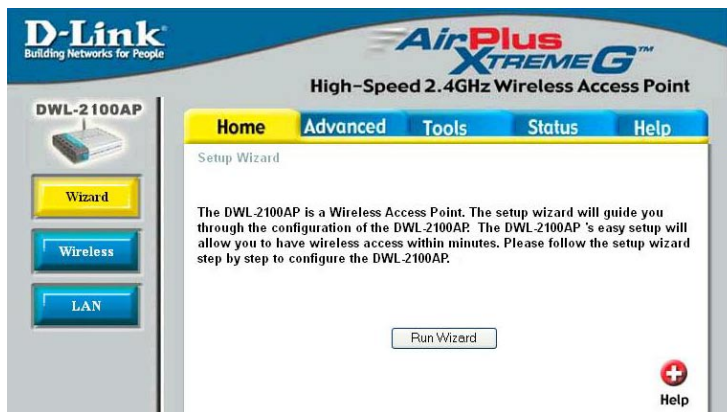 D-Link
Building Networks for People
AirPlus
XTREME G™
High-Speed 2.4GHz Wireless Access Point
DWL-2100AP
Home Advanced Tools Status Help
Wizard
Wireless
LAN
Setup Wizard
The DWL-2100AP is a Wireless Access Point. The setup wizard will guide you
through the configuration of the DWL-2100AP. The DWL-2100AP 's easy setup will
allow you to have wireless access within minutes. Please follow the setup wizard
step by step to configure the DWL-2100AP.
Run Wizard
Help